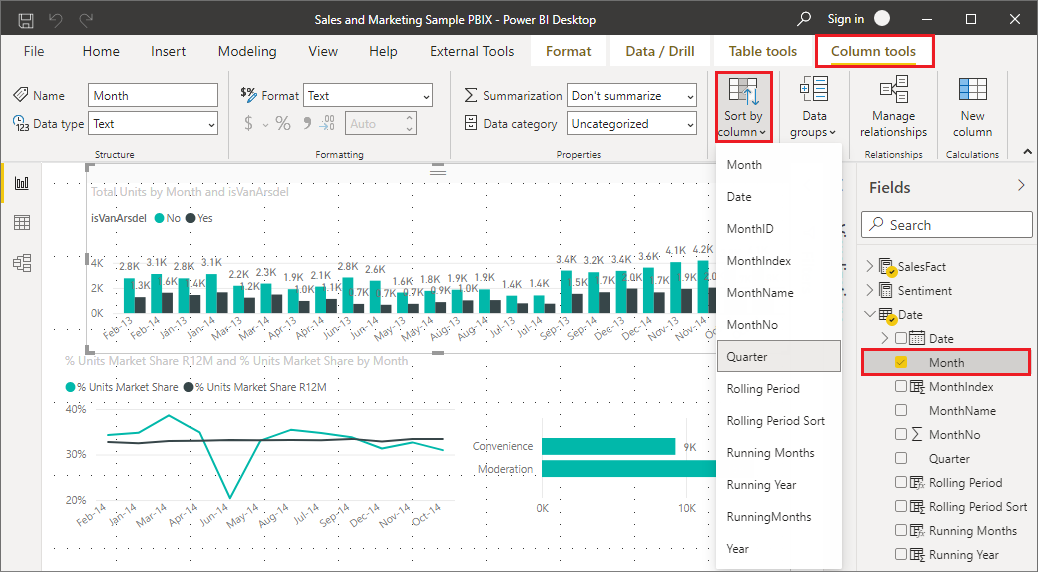 Sales and Marketing Sample PBIX - Power BI Desktop
Sign in
File Home Insert Modeling View Help External Tools Format Data / Drill Table tools Column tools
Name Month
Data type Text
Structure
Format Text
$ % Auto
Formatting
Summarization Don't summarize
Data category Uncategorized
Properties
Sort by column
Data groups
Manage relationships
Relationships
New column
Calculations
Total Units by Month and isVanArsdel
isVanArsdel No Yes
4K
2K
0K
2.8K 3.1K 2.8K 3.1K 2.2K 2.3K 1.9K 2.1K 2.8K 2.6K 1.6K 1.8K 1.9K 1.9K 1.4K 1.4K 3.4K 3.2K 3.4K 3.6K 4.1K 4.2K
1.3K 1.6K 1.4K 1.2K 1.0K 1.1K 0.7K 0.7K 0.7K 0.9K 1.0K 1.5K 1.7K 2.0K 1.9K
Feb-13 Feb-14 Jan-13 Jan-14 Mar-13 Mar-14 Apr-13 Apr-14 Jun-13 Jun-14 May-13 May-14 Aug-13 Aug-14 Jul-13 Jul-14 Sep-13 Sep-14 Dec-13 Dec-14 Nov-13 Nov-14
% Units Market Share R12M and % Units Market Share by Month
% Units Market Share % Units Market Share R12M
40%
30%
20%
Feb-14 Jan-14 Mar-14 Apr-14 Jun-14 May-14 Aug-14 Jul-14 Sep-14 Dec-14 Nov-14 Oct-14
Convenience 9K
Moderation
0K 10K
Month
Date
MonthID
MonthIndex
MonthName
MonthNo
Quarter
Rolling Period
Rolling Period Sort
Running Months
Running Year
RunningMonths
Year
Fields
Search
SalesFact
Sentiment
Date
Date
Month
MonthIndex
MonthName
MonthNo
Quarter
Rolling Period
Rolling Period Sort
Running Months
Running Year